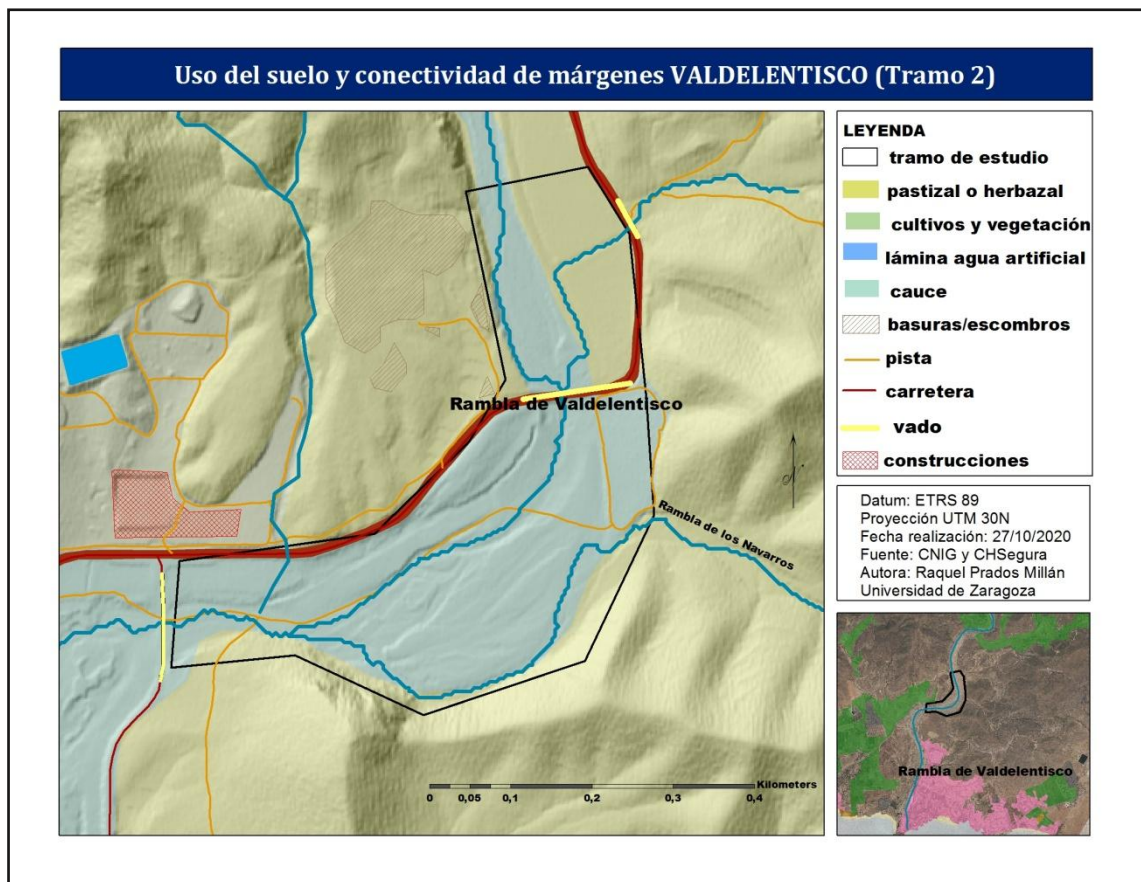 Uso del suelo y conectividad de márgenes VALDELENTISCO (Tramo 2)
Rambla de Valdelentisco
Rambla de los Navarros
Kilometers
0 0,05 0,1 0,2 0,3 0,4
LEYENDA
tramo de estudio
pastizal o herbazal
cultivos y vegetación
lámina agua artificial
cauce
basuras/escombros
pista
carretera
vado
construcciones
Datum: ETRS 89
Proyección UTM 30N
Fecha realización: 27/10/2020
Fuente: CNIG y CHSegura
Autora: Raquel Prados Millán
Universidad de Zaragoza
Rambla de Valdelentisco